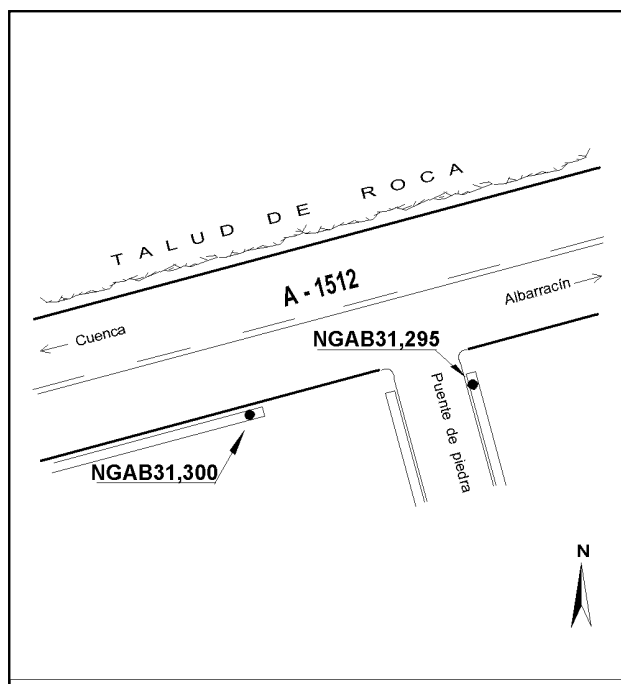 TALUD DE ROCA
A - 1512
Albarracín
Cuenca
NGAB31,295
Puente de piedra
NGAB31,300
N